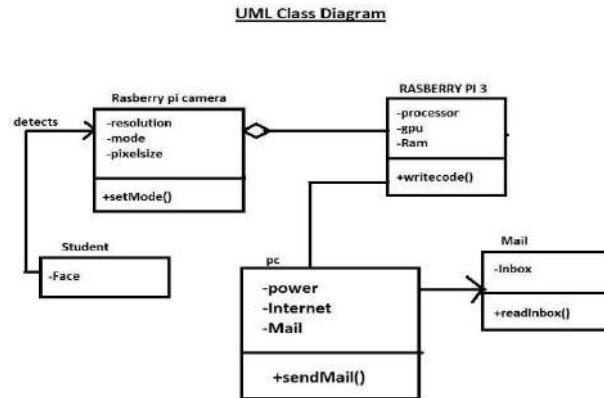 UML Class Diagram
RASBERRY PI 3
-processor
-gpu
-Ram
+writecode()
Rasberry pi camera
-resolution
-mode
-pixelsize
+setMode()
detects
Student
-Face
pc
-power
-Internet
-Mail
+sendMail()
Mail
-Inbox
+readInbox()